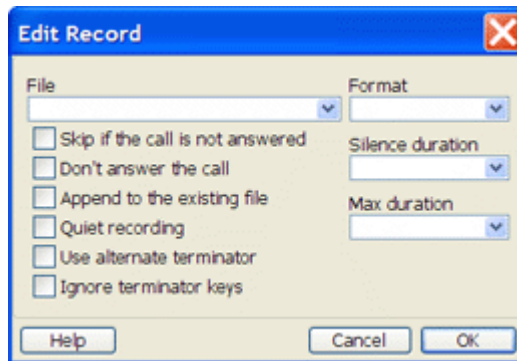 Edit Record
File
Format
Skip if the call is not answered
Silence duration
Don't answer the call
Append to the existing file
Max duration
Quiet recording
Use alternate terminator
Ignore terminator keys
Help
Cancel
OK